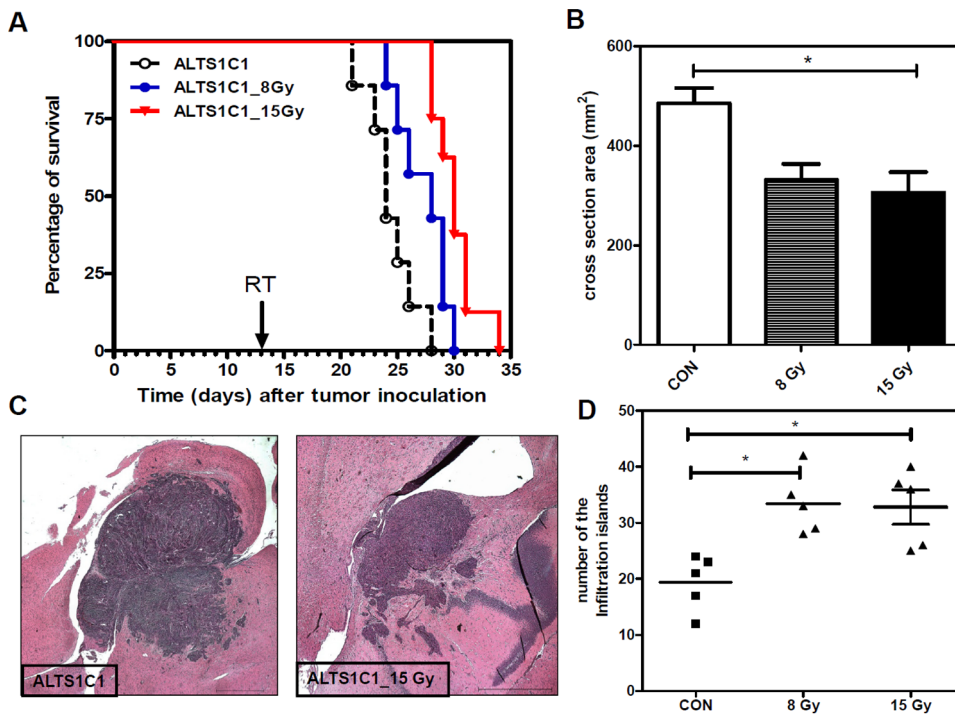 A
Percentage of survival
100
75
50
25
0
ALTS1C1
ALTS1C1_8Gy
ALTS1C1_15Gy
RT
0 5 10 15 20 25 30 35
Time (days) after tumor inoculation
B
cross section area (mm²)
600
400
200
0
*
CON 8 Gy 15 Gy
C
ALTS1C1
ALTS1C1_15 Gy
D
number of the
Infiltration islands
50
40
30
20
10
0
*
*
CON 8 Gy 15 Gy